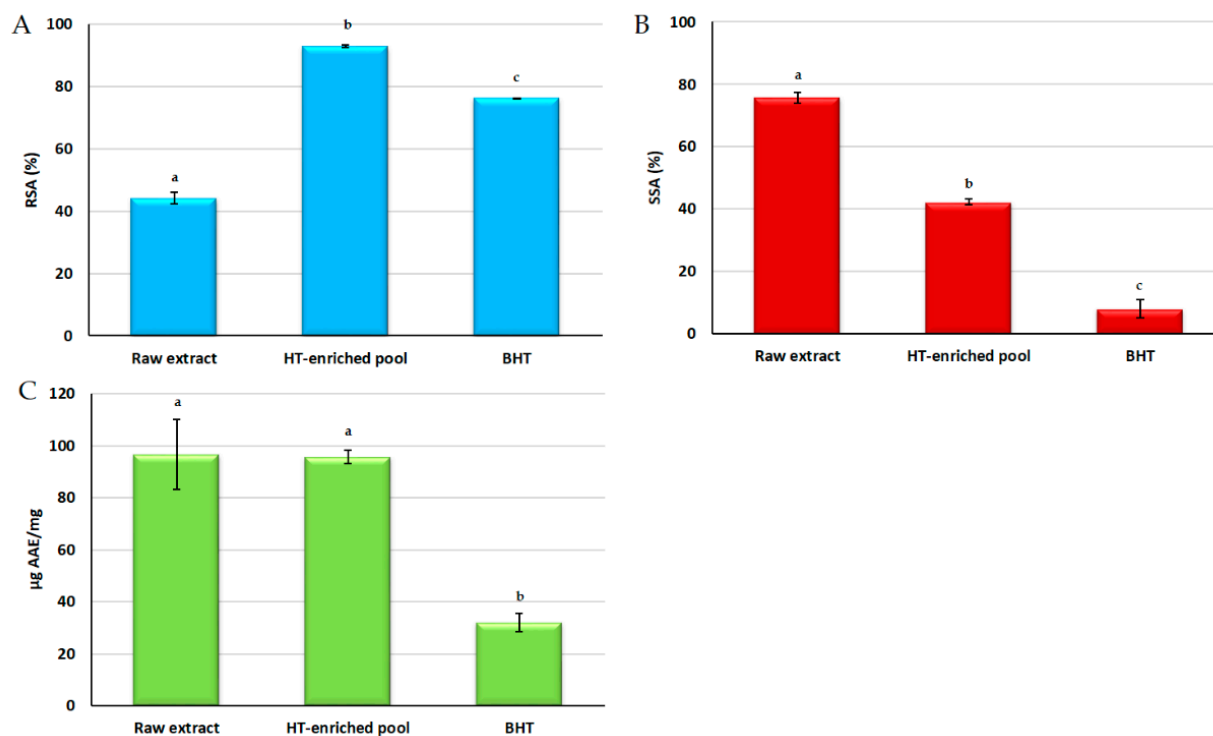 A
100
80
60
40
20
0
RSA (%)
a
b
c
Raw extract
HT-enriched pool
BHT
B
100
80
60
40
20
0
SSA (%)
a
b
c
Raw extract
HT-enriched pool
BHT
C
120
100
80
60
40
20
0
µg AAE/mg
a
a
b
Raw extract
HT-enriched pool
BHT